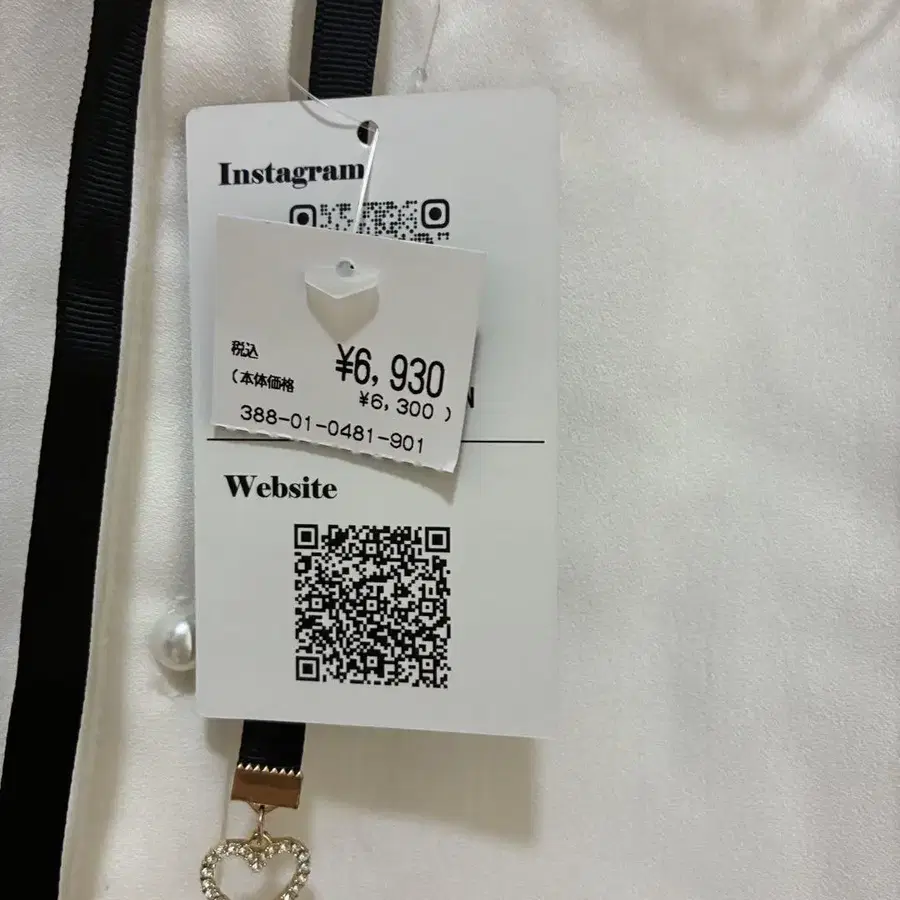 Instagram
税込 ¥6,930
(本体価格 ¥6,300 )
388-01-0481-901
N
Website